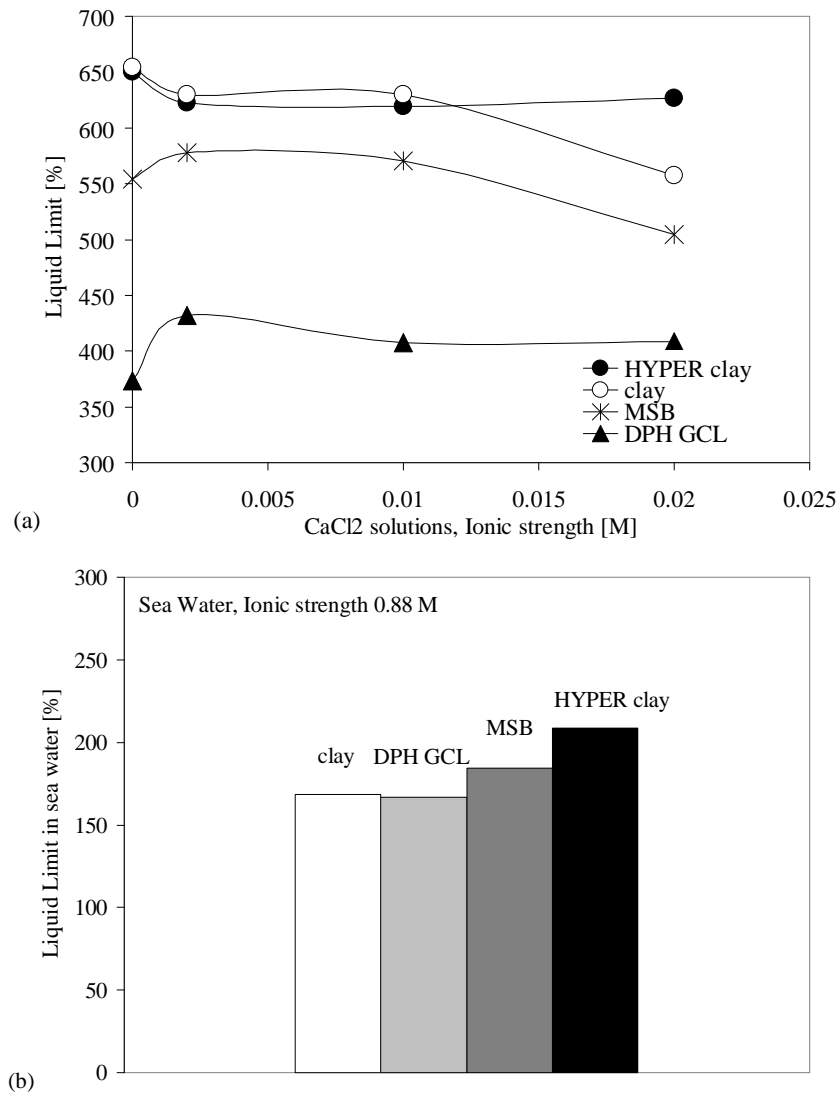 700
650
600
550
500
450
400
350
300
Liquid Limit [%]
HYPER clay
clay
MSB
DPH GCL
0 0.005 0.01 0.015 0.02 0.025
(a)
CaCl2 solutions, Ionic strength [M]
300
250
200
150
100
50
0
Liquid Limit in sea water [%]
Sea Water, Ionic strength 0.88 M
HYPER clay
MSB
clay DPH GCL
(b)